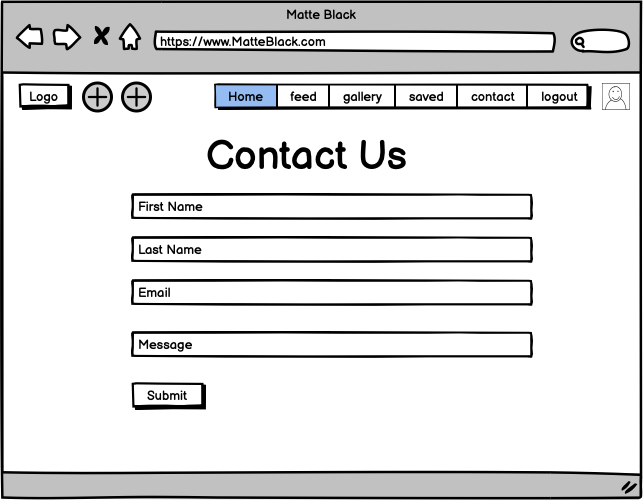 Matte Black
https://www.MatteBlack.com
Logo Home feed gallery saved contact logout
Contact Us
First Name
Last Name
Email
Message
Submit